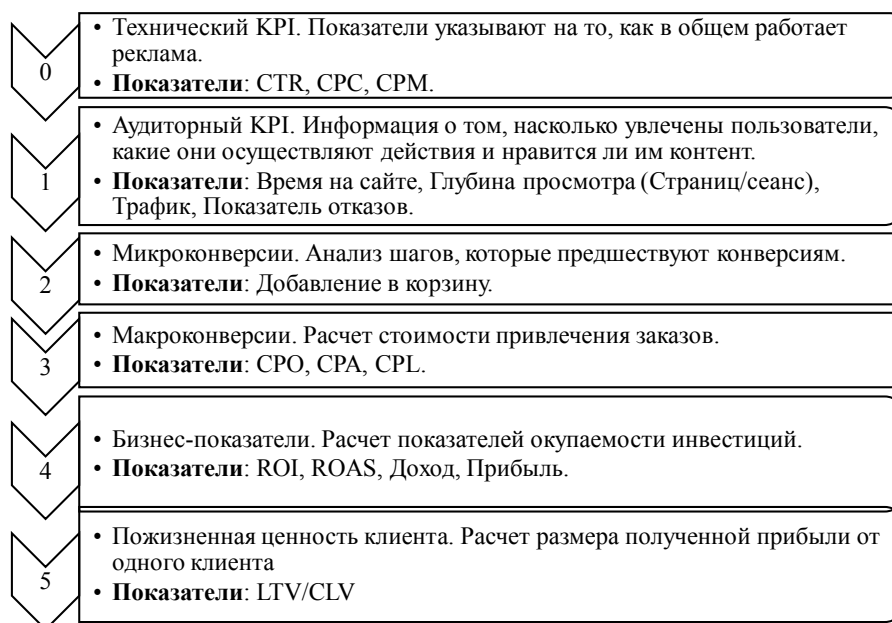 0
• Технический KPI. Показатели указывают на то, как в общем работает
реклама.
• Показатели: CTR, CPC, CPM.
1
• Аудиторный KPI. Информация о том, насколько увлечены пользователи,
какие они осуществляют действия и нравится ли им контент.
• Показатели: Время на сайте, Глубина просмотра (Страниц/сеанс),
Трафик, Показатель отказов.
2
• Микроконверсии. Анализ шагов, которые предшествуют конверсиям.
• Показатели: Добавление в корзину.
3
• Макроконверсии. Расчет стоимости привлечения заказов.
• Показатели: CPO, CPA, CPL.
4
• Бизнес-показатели. Расчет показателей окупаемости инвестиций.
• Показатели: ROI, ROAS, Доход, Прибыль.
5
• Пожизненная ценность клиента. Расчет размера полученной прибыли от
одного клиента
• Показатели: LTV/CLV